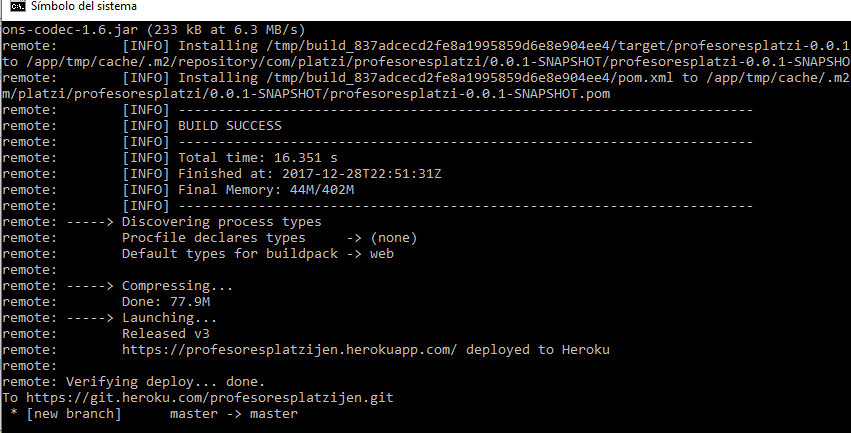 Símbolo del sistema
ons-codec-1.6.jar (233 kB at 6.3 MB/s)
remote:        [INFO] Installing /tmp/build_837adcecd2fe8a1995859d6e8e904ee4/target/profesoresplatzi-0.0.1
to /app/tmp/cache/.m2/repository/com/platzi/profesoresplatzi/0.0.1-SNAPSHOT/profesoresplatzi-0.0.1-SNAPSHO
remote:        [INFO] Installing /tmp/build_837adcecd2fe8a1995859d6e8e904ee4/pom.xml to /app/tmp/cache/.m2
m/platzi/profesoresplatzi/0.0.1-SNAPSHOT/profesoresplatzi-0.0.1-SNAPSHOT.pom
remote:        [INFO] ------------------------------------------------------------------------
remote:        [INFO] BUILD SUCCESS
remote:        [INFO] ------------------------------------------------------------------------
remote:        [INFO] Total time: 16.351 s
remote:        [INFO] Finished at: 2017-12-28T22:51:31Z
remote:        [INFO] Final Memory: 44M/402M
remote:        [INFO] ------------------------------------------------------------------------
remote: -----> Discovering process types
remote:        Procfile declares types     -> (none)
remote:        Default types for buildpack -> web
remote:
remote: -----> Compressing...
remote:        Done: 77.9M
remote: -----> Launching...
remote:        Released v3
remote:        https://profesoresplatzijen.herokuapp.com/ deployed to Heroku
remote:
remote: Verifying deploy... done.
To https://git.heroku.com/profesoresplatzijen.git
 * [new branch]      master -> master